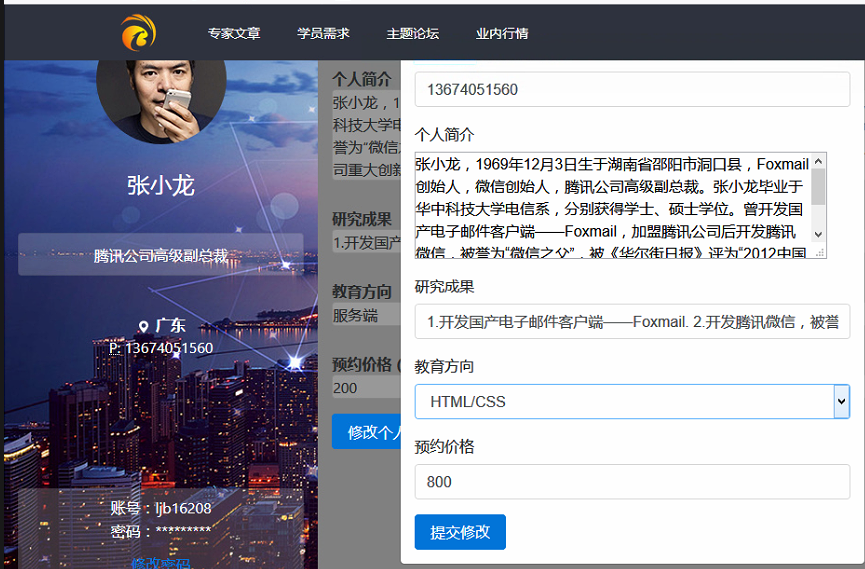 专家文章 学员需求 主题论坛 业内行情
张小龙
腾讯公司高级副总裁
广东
P: 13674051560
账号：ljb16208
密码：*********
修改密码
个人简介
张小龙，1
科技大学电
誉为“微信
司重大创新
研究成果
1.开发国产
教育方向
服务端
预约价格 (
200
修改个人
13674051560
个人简介
张小龙，1969年12月3日生于湖南省邵阳市洞口县，Foxmail
创始人，微信创始人，腾讯公司高级副总裁。张小龙毕业于
华中科技大学电信系，分别获得学士、硕士学位。曾开发国
产电子邮件客户端——Foxmail，加盟腾讯公司后开发腾讯
微信，被誉为“微信之父”，被《华尔街日报》评为“2012中国
研究成果
1.开发国产电子邮件客户端——Foxmail. 2.开发腾讯微信，被誉
教育方向
HTML/CSS
预约价格
800
提交修改